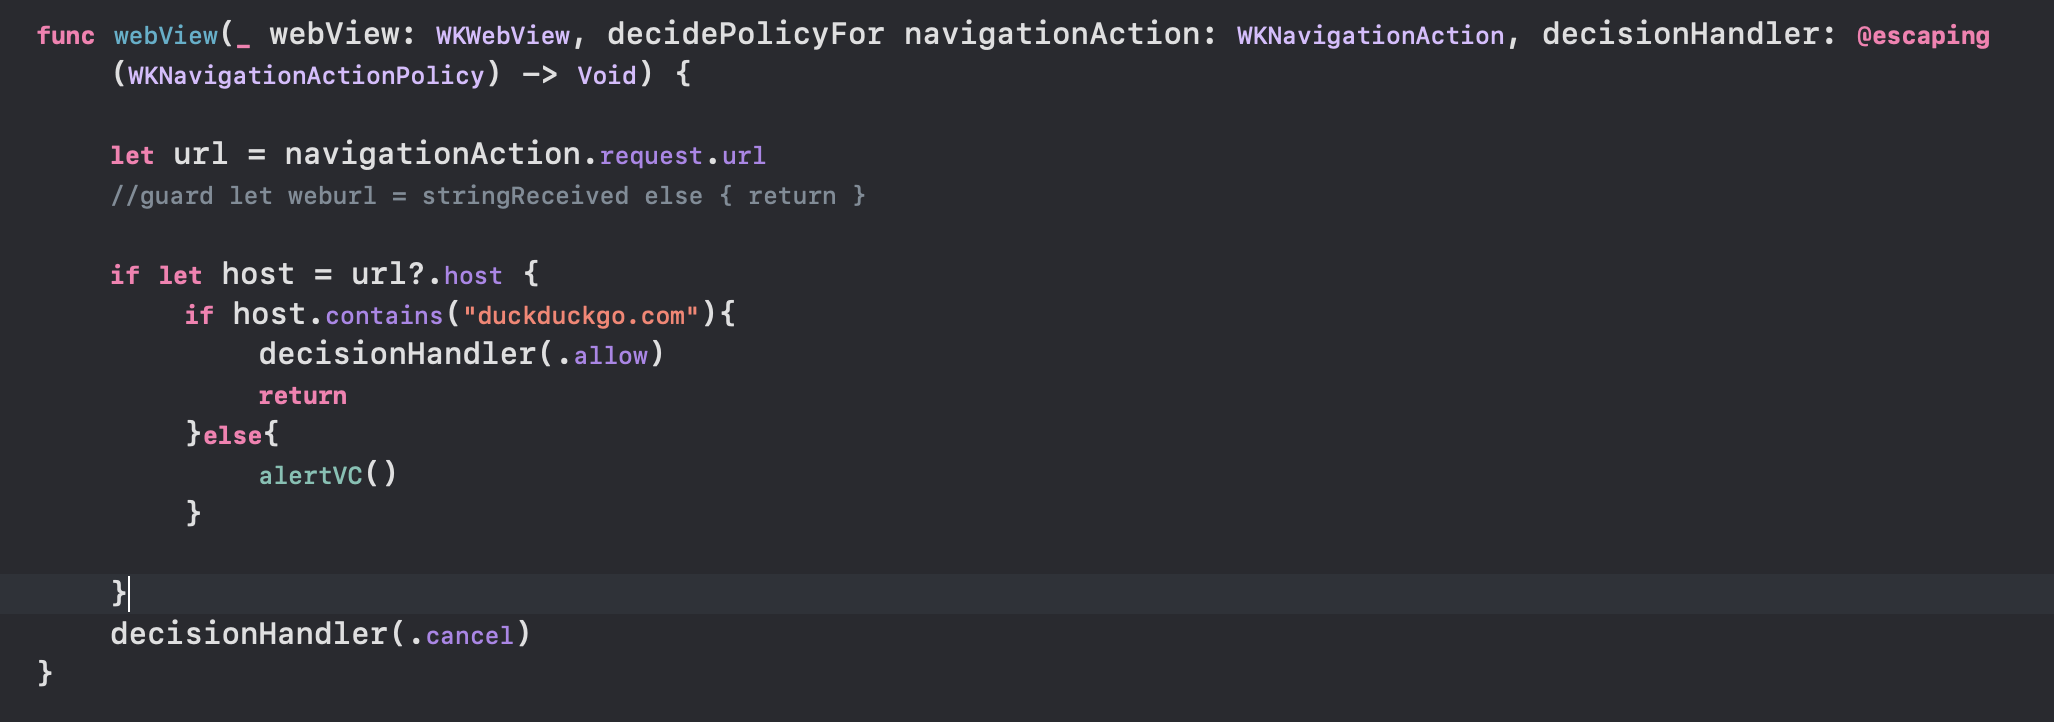 func webView(_ webView: WKWebView, decidePolicyFor navigationAction: WKNavigationAction, decisionHandler: @escaping
(WKNavigationActionPolicy) -> Void) {
let url = navigationAction.request.url
//guard let weburl = stringReceived else { return }
if let host = url?.host {
if host.contains("duckduckgo.com"){
decisionHandler(.allow)
return
}else{
alertVC()
}
}
decisionHandler(.cancel)
}